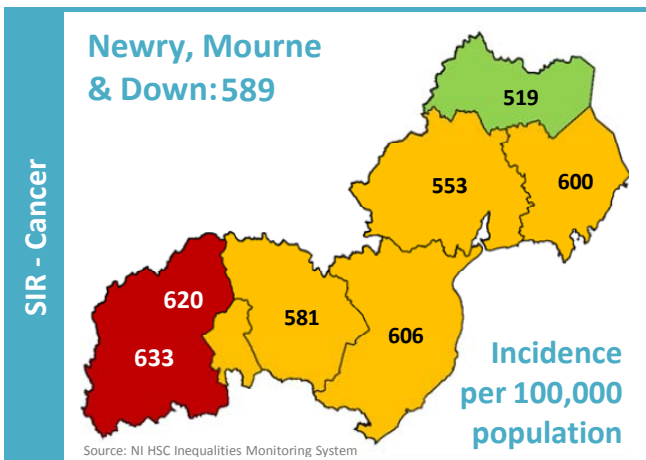 SIR - Cancer
Newry, Mourne
& Down: 589
519
553
600
620
581
606
633
Incidence
per 100,000
population
Source: NI HSC Inequalities Monitoring System